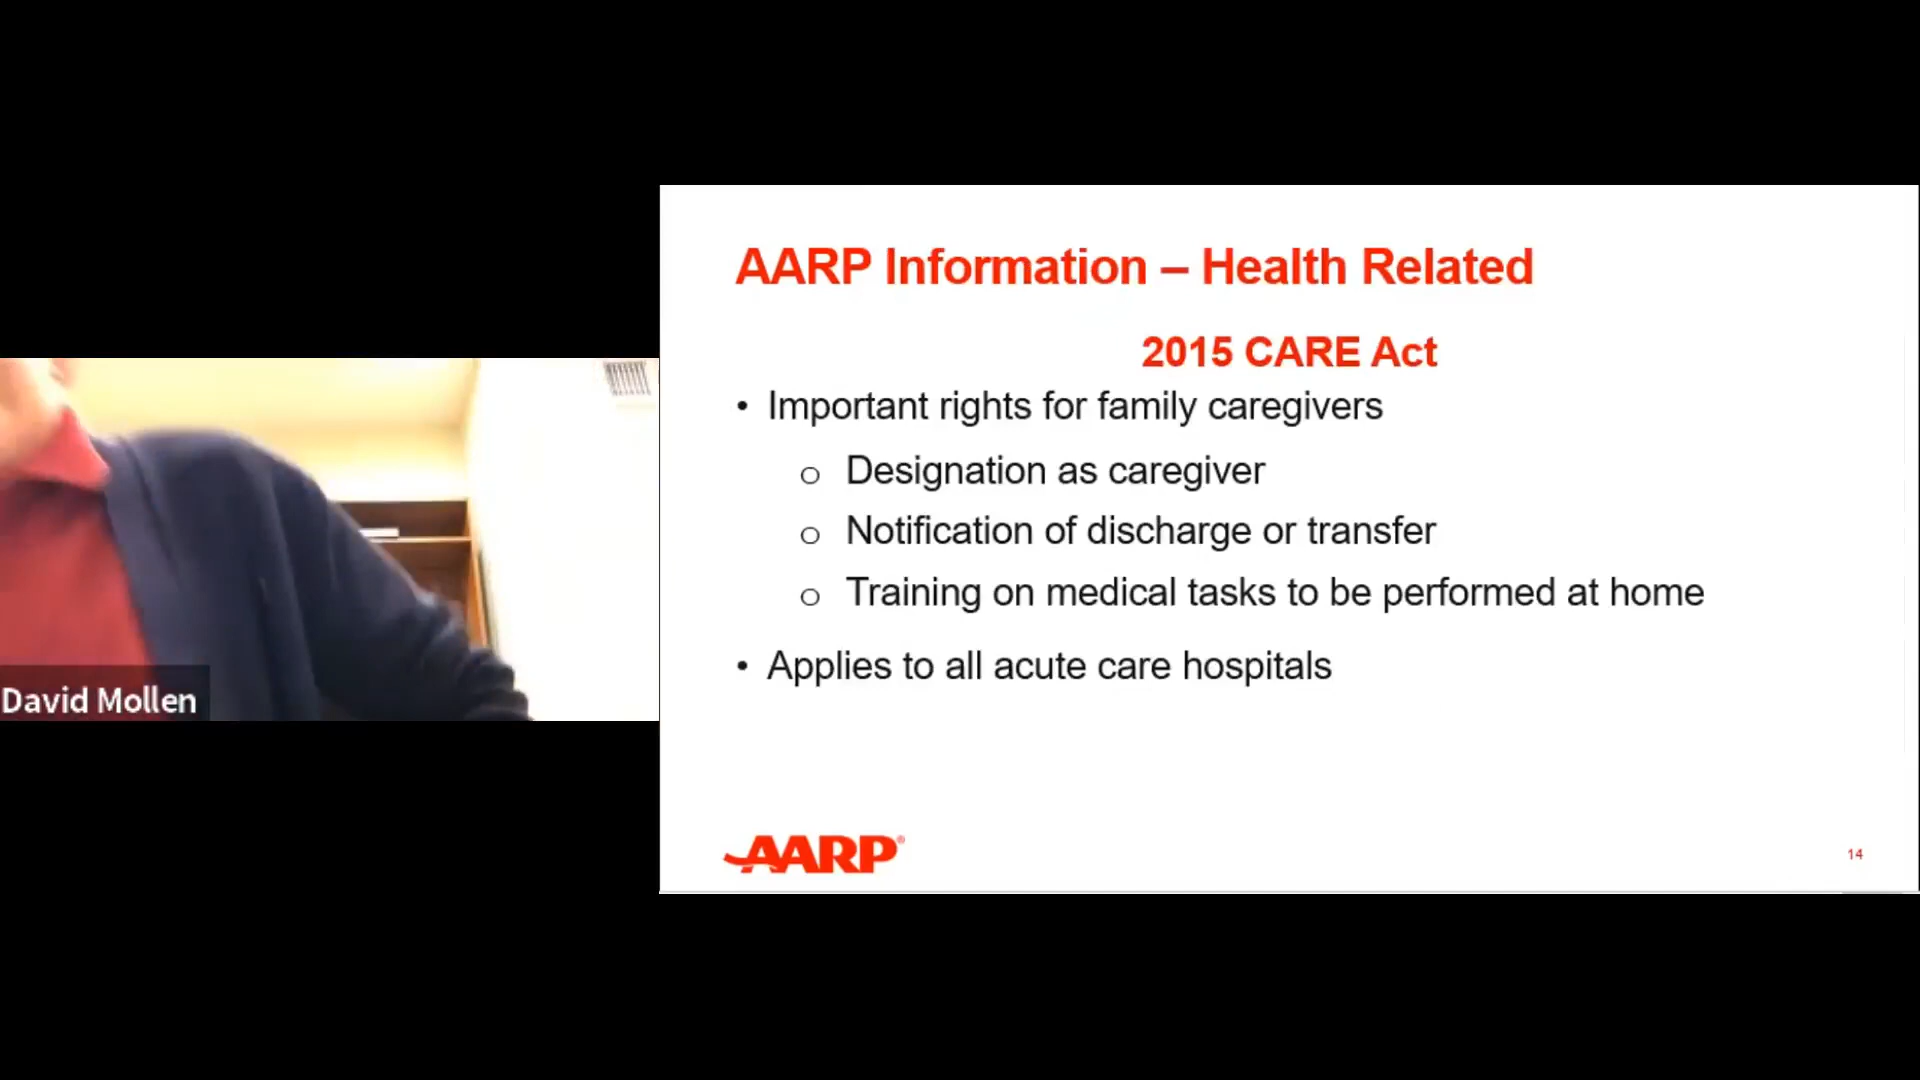 AARP Information – Health Related
2015 CARE Act
• Important rights for family caregivers
o Designation as caregiver
o Notification of discharge or transfer
o Training on medical tasks to be performed at home
• Applies to all acute care hospitals
David Mollen
AARP®
14